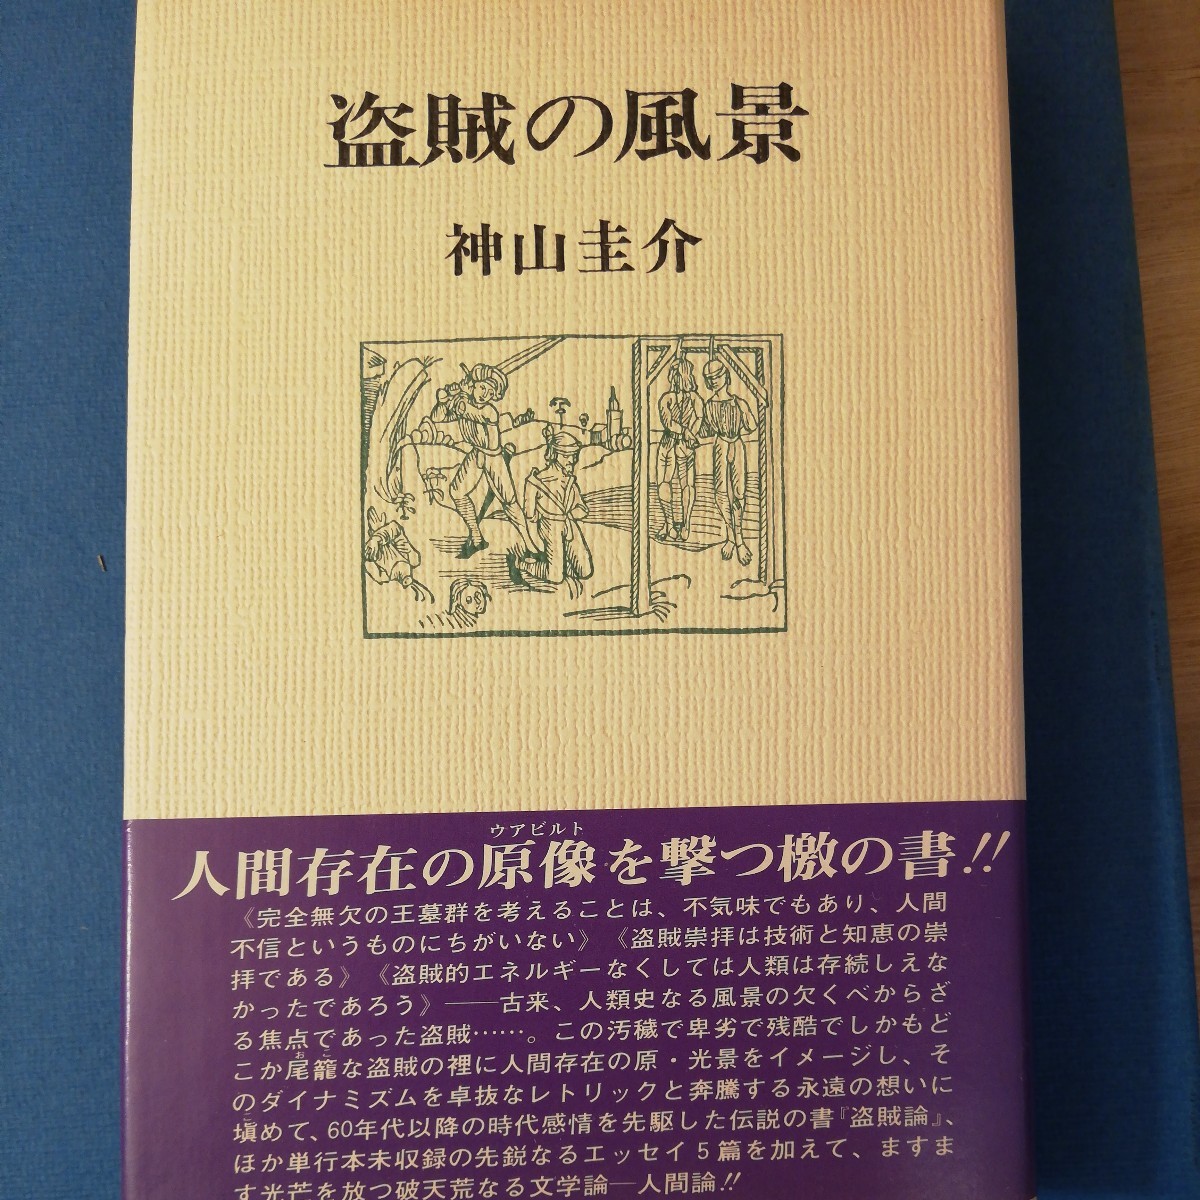 盗賊の風景
神山圭介
ウアビルト
人間存在の原像を撃つ檄の書!!
《完全無欠の王墓群を考えることは、不気味でもあり、人間
不信というものにちがいない》《盗賊崇拝は技術と知恵の崇
拝である》《盗賊的エネルギーなくしては人類は存続しえな
かったであろう》――古来、人類史なる風景の欠くべからざ
る焦点であった盗賊……。この汚穢で卑劣で残酷でしかもど
おこ
こか尾籠な盗賊の裡に人間存在の原・光景をイメージし、そ
のダイナミズムを卓抜なレトリックと奔騰する永遠の想いに
こ
塡めて、60年代以降の時代感情を先駆した伝説の書『盗賊論』、
ほか単行本未収録の先鋭なるエッセイ5篇を加えて、ますま
す光芒を放つ破天荒なる文学論―人間論!!